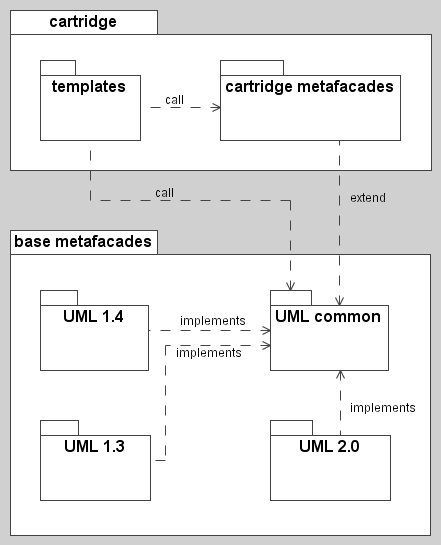 cartridge
templates
call
cartridge metafacades
call
extend
base metafacades
UML 1.4
implements
UML common
implements
implements
UML 1.3
UML 2.0